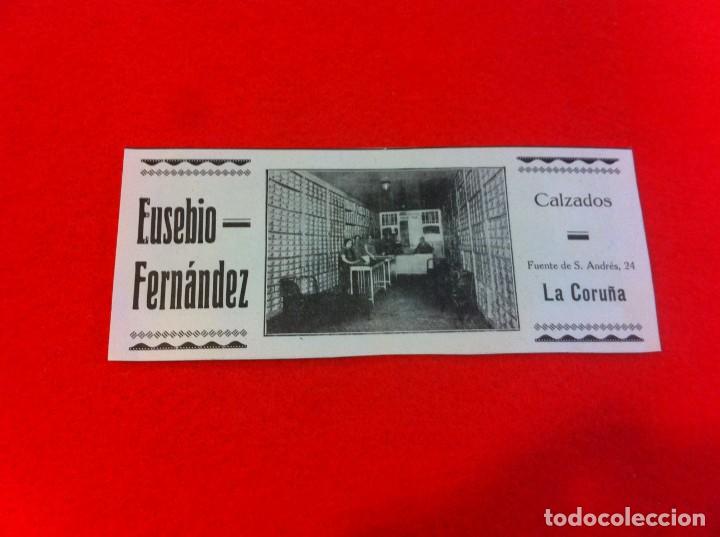 Eusebio
Fernández
Calzados
Fuente de S. Andrés, 24
La Coruña
todocoleccion